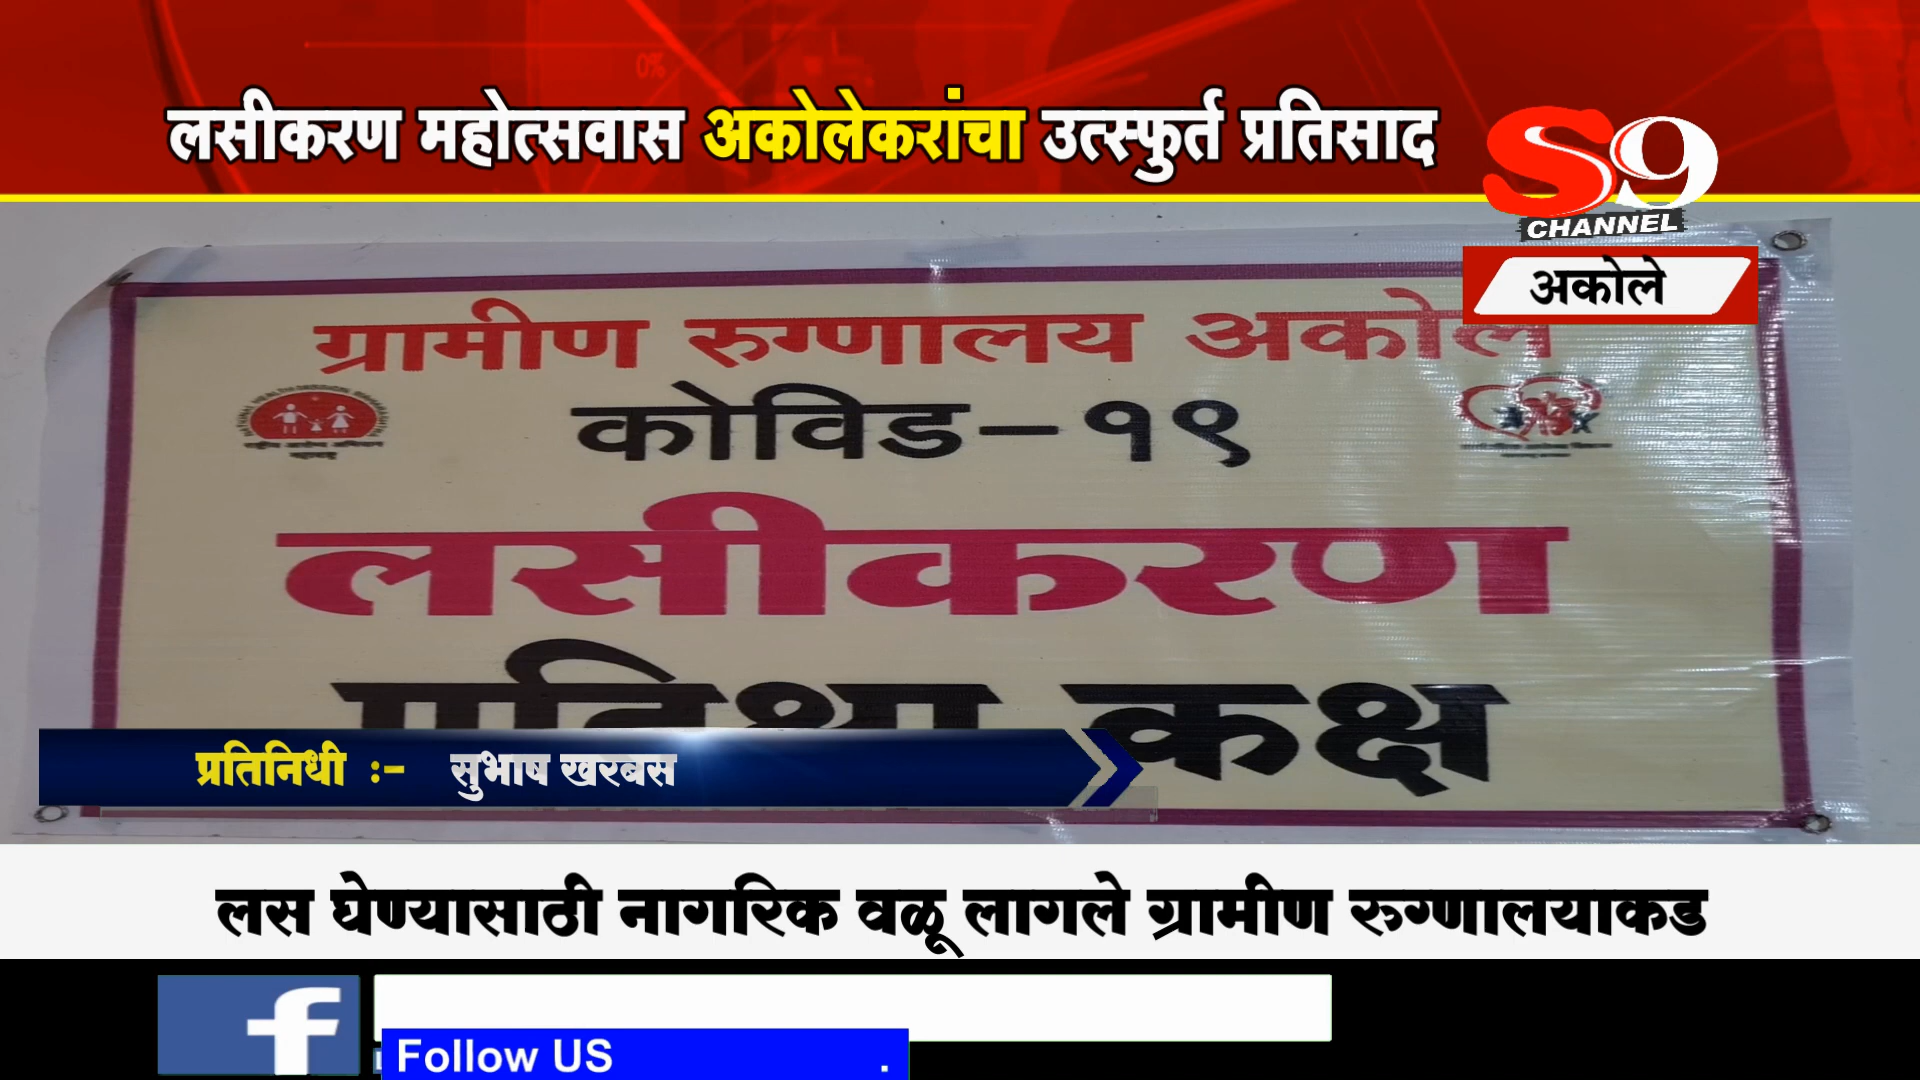 लसीकरण महोत्सवास अकोलेकरांचा उत्स्फुर्त प्रतिसाद
S9
CHANNEL
अकोले
ग्रामीण रुग्णालय अकोले
कोविड-१९
लसीकरण
कक्ष
प्रतिनिधी :- सुभाष खरबस
लस घेण्यासाठी नागरिक वळू लागले ग्रामीण रुग्णालयाकड
f
Follow US .